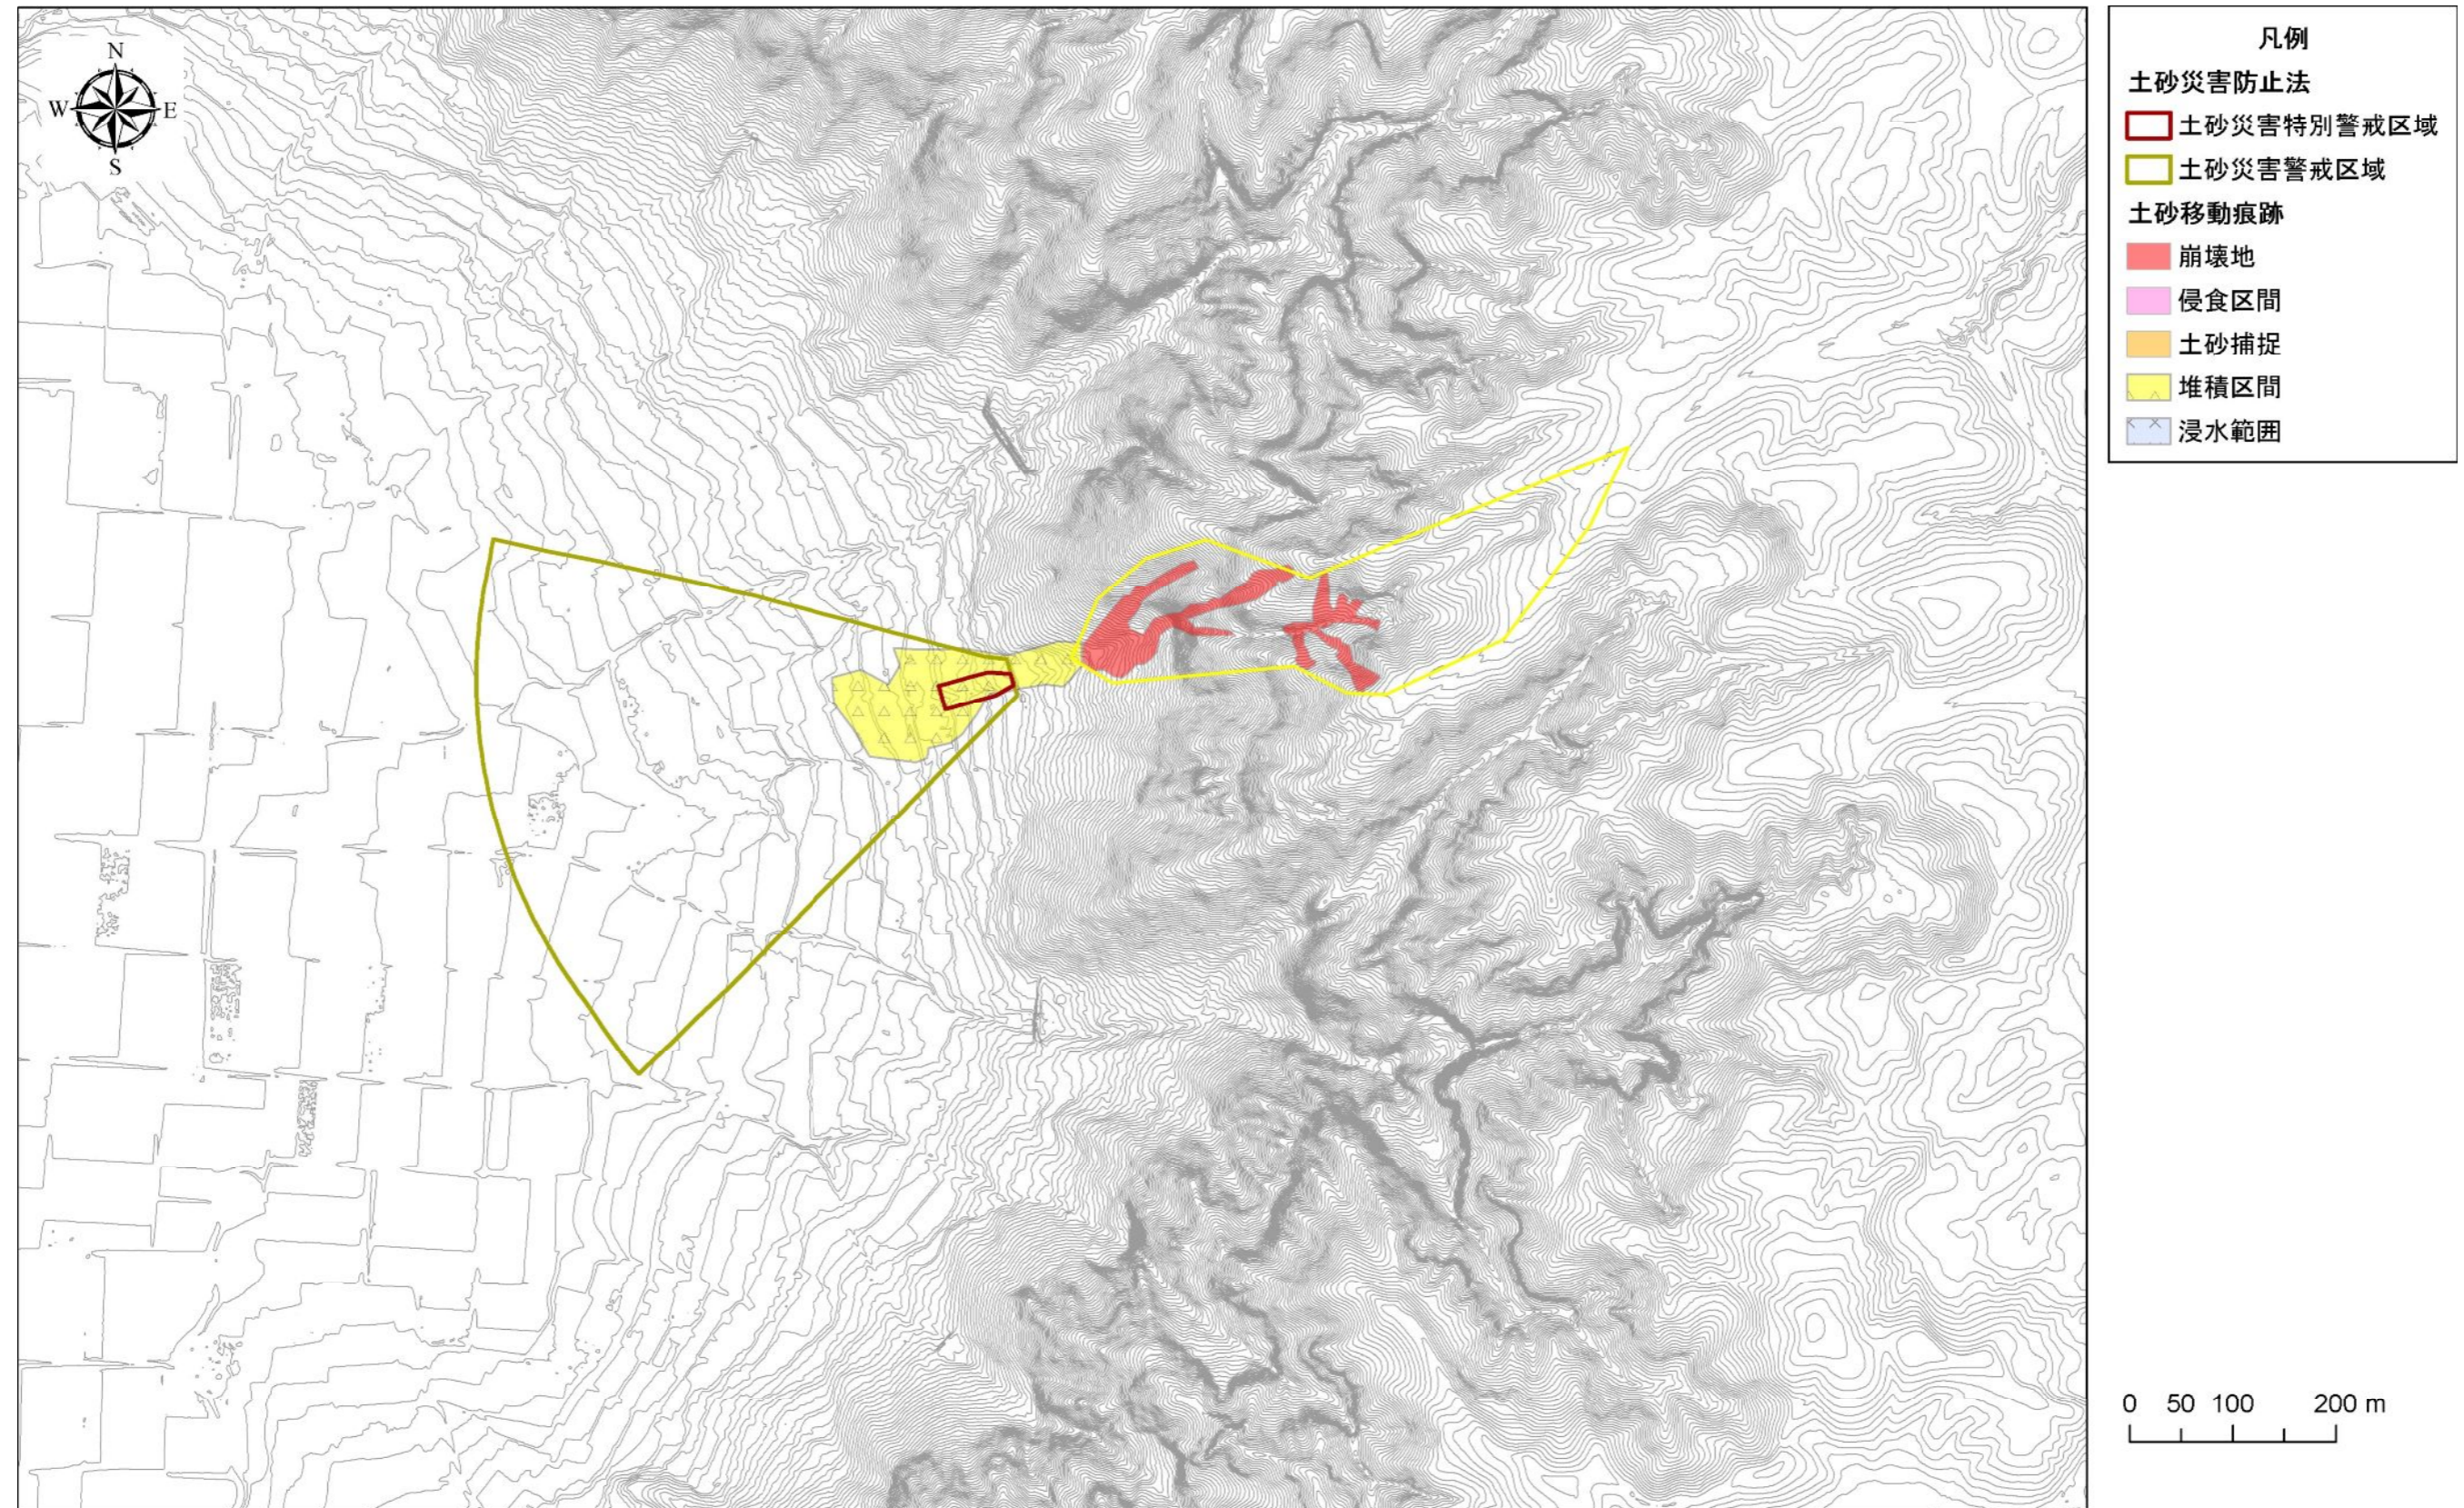 N
W
E
S
凡例
土砂災害防止法
土砂災害特別警戒区域
土砂災害警戒区域
土砂移動痕跡
崩壊地
侵食区間
土砂捕捉
堆積区間
浸水範囲
0 50 100 200 m